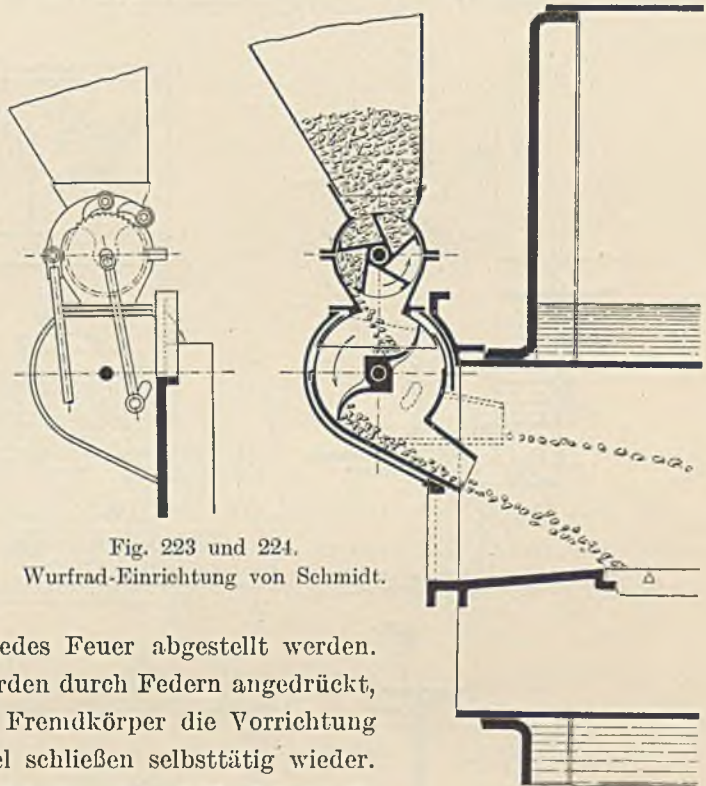 Fig. 223 und 224.
Wurfrad-Einrichtung von Schmidt.
edes Feuer abgestellt werden.
rden durch Federn angedrückt,
Fremdkörper die Vorrichtung
el schließen selbsttätig wieder.